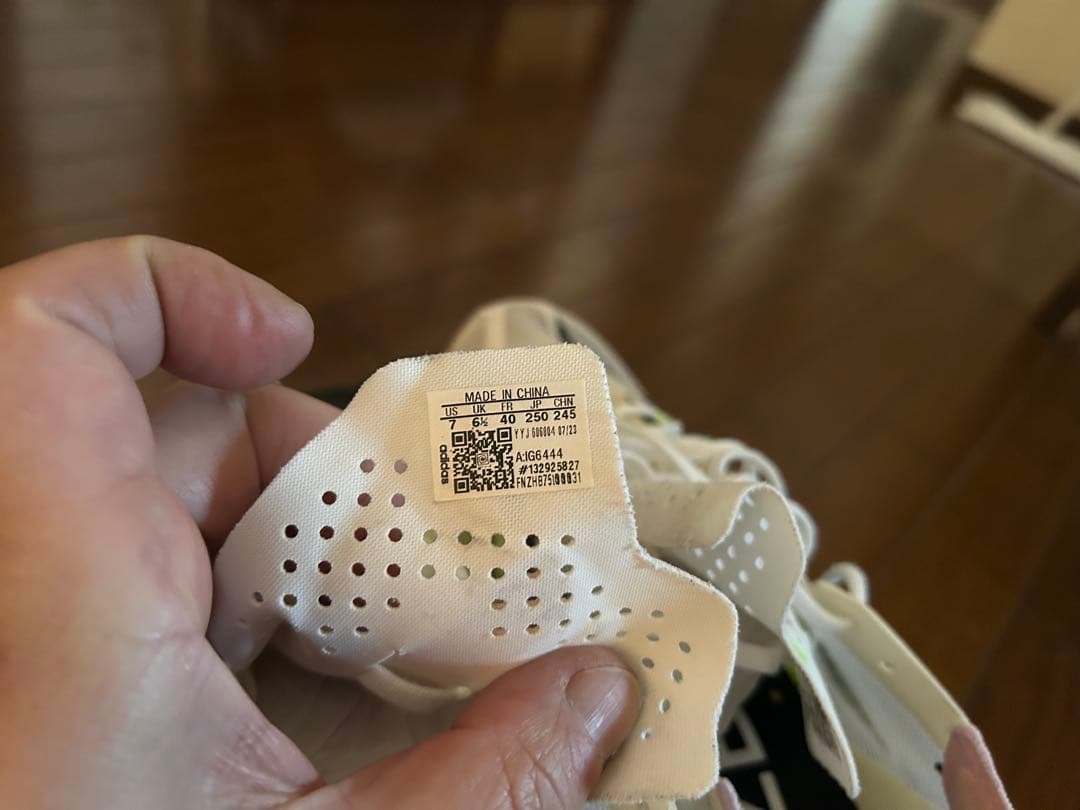 MADE IN CHINA
US UK FR JP CHN
7 6½ 40 250 245
YYJ 606004 07/23
adidas
A:IG6444
#132925827